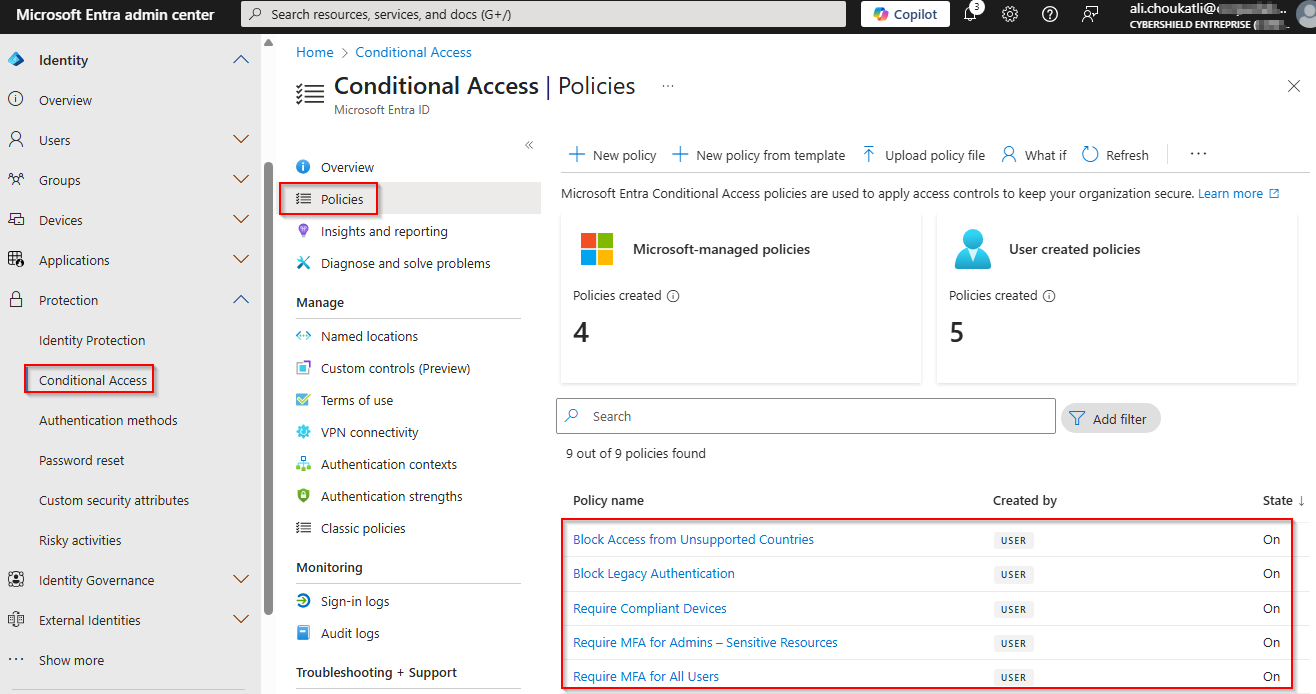 Microsoft Entra admin center
Search resources, services, and docs (G+/)
Copilot
3
ali.choukatli@
CYBERSHIELD ENTREPRISE (
Identity
Overview
Users
Groups
Devices
Applications
Protection
Identity Protection
Conditional Access
Authentication methods
Password reset
Custom security attributes
Risky activities
Identity Governance
External Identities
Show more
Home > Conditional Access
Conditional Access | Policies
Microsoft Entra ID
Overview
Policies
Insights and reporting
Diagnose and solve problems
Manage
Named locations
Custom controls (Preview)
Terms of use
VPN connectivity
Authentication contexts
Authentication strengths
Classic policies
Monitoring
Sign-in logs
Audit logs
Troubleshooting + Support
New policy New policy from template Upload policy file What if Refresh
Microsoft Entra Conditional Access policies are used to apply access controls to keep your organization secure. Learn more
Microsoft-managed policies
Policies created
4
User created policies
Policies created
5
Search
Add filter
9 out of 9 policies found
Policy name Created by State ↓
Block Access from Unsupported Countries USER On
Block Legacy Authentication USER On
Require Compliant Devices USER On
Require MFA for Admins – Sensitive Resources USER On
Require MFA for All Users USER On